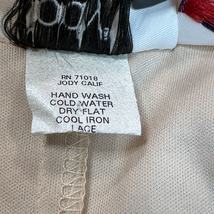 RN 71018
JODY CALIF
HAND WASH
COLD WATER
DRY FLAT
COOL IRON
LACE